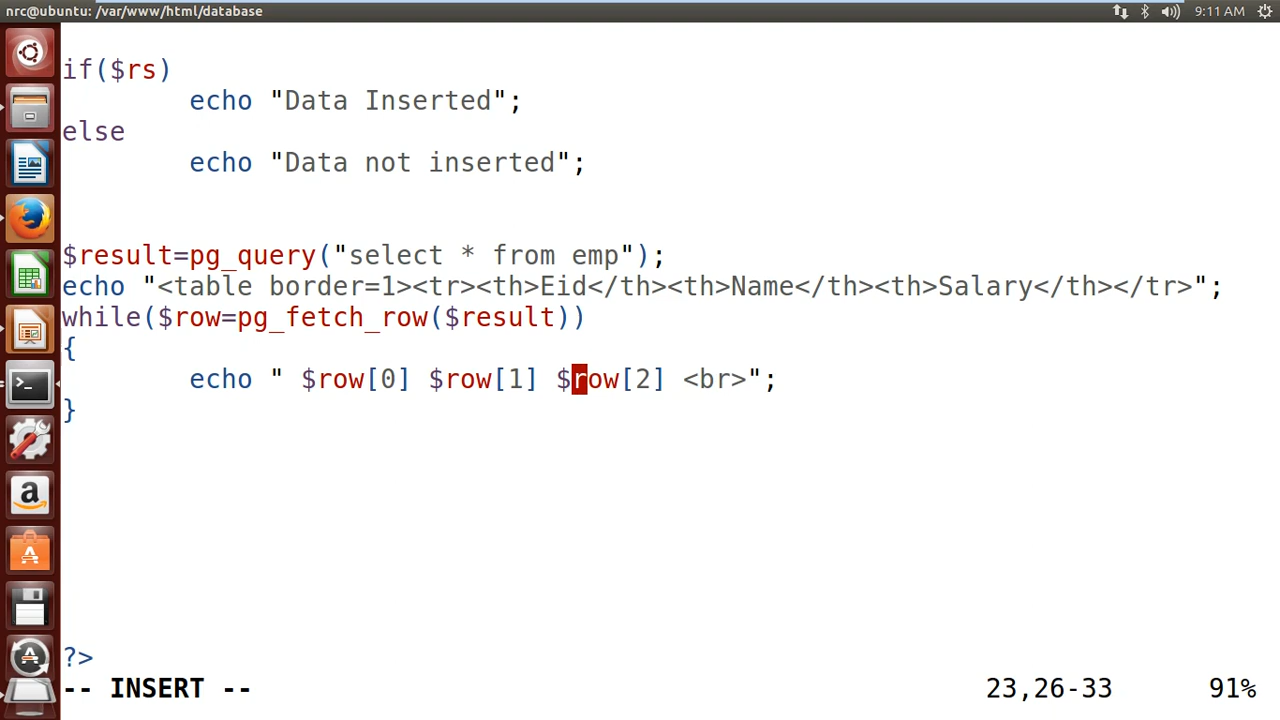 nrc@ubuntu: /var/www/html/database
9:11 AM
if($rs)
echo "Data Inserted";
else
echo "Data not inserted";
$result=pg_query("select * from emp");
echo "<table border=1><tr><th>Eid</th><th>Name</th><th>Salary</th></tr>";
while($row=pg_fetch_row($result))
{
echo " $row[0] $row[1] $row[2] <br>";
}
?>
-- INSERT --
23,26-33
91%